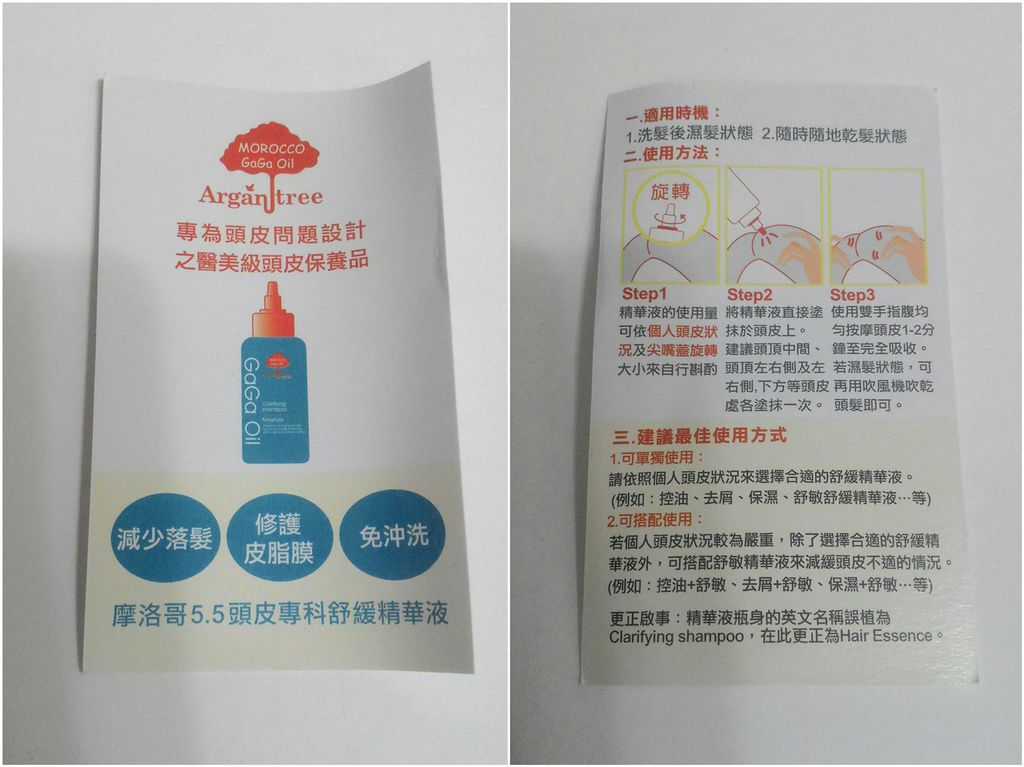 MOROCCO
GaGa Oil
Argan tree
專為頭皮問題設計
之醫美級頭皮保養品
MOROCCO
GaGa Oil
Clarifying
shampoo
Moisture
減少落髮
修護
皮脂膜
免沖洗
摩洛哥5.5頭皮專科舒緩精華液
一.適用時機：
1.洗髮後濕髮狀態 2.隨時隨地乾髮狀態
二.使用方法：
旋轉
Step1
精華液的使用量
可依個人頭皮狀
況及尖嘴蓋旋轉
大小來自行斟酌
Step2
將精華液直接塗
抹於頭皮上。
建議頭頂中間、
頭頂左右側及左
右側,下方等頭皮
處各塗抹一次。
Step3
使用雙手指腹均
勻按摩頭皮1-2分
鐘至完全吸收。
若濕髮狀態，可
再用吹風機吹乾
頭髮即可。
三.建議最佳使用方式
1.可單獨使用：
請依照個人頭皮狀況來選擇合適的舒緩精華液。
(例如：控油、去屑、保濕、舒敏舒緩精華液…等)
2.可搭配使用：
若個人頭皮狀況較為嚴重，除了選擇合適的舒緩精
華液外，可搭配舒敏精華液來減緩頭皮不適的情況。
(例如：控油+舒敏、去屑+舒敏、保濕+舒敏…等)
更正啟事：精華液瓶身的英文名稱誤植為
Clarifying shampoo，在此更正為Hair Essence。